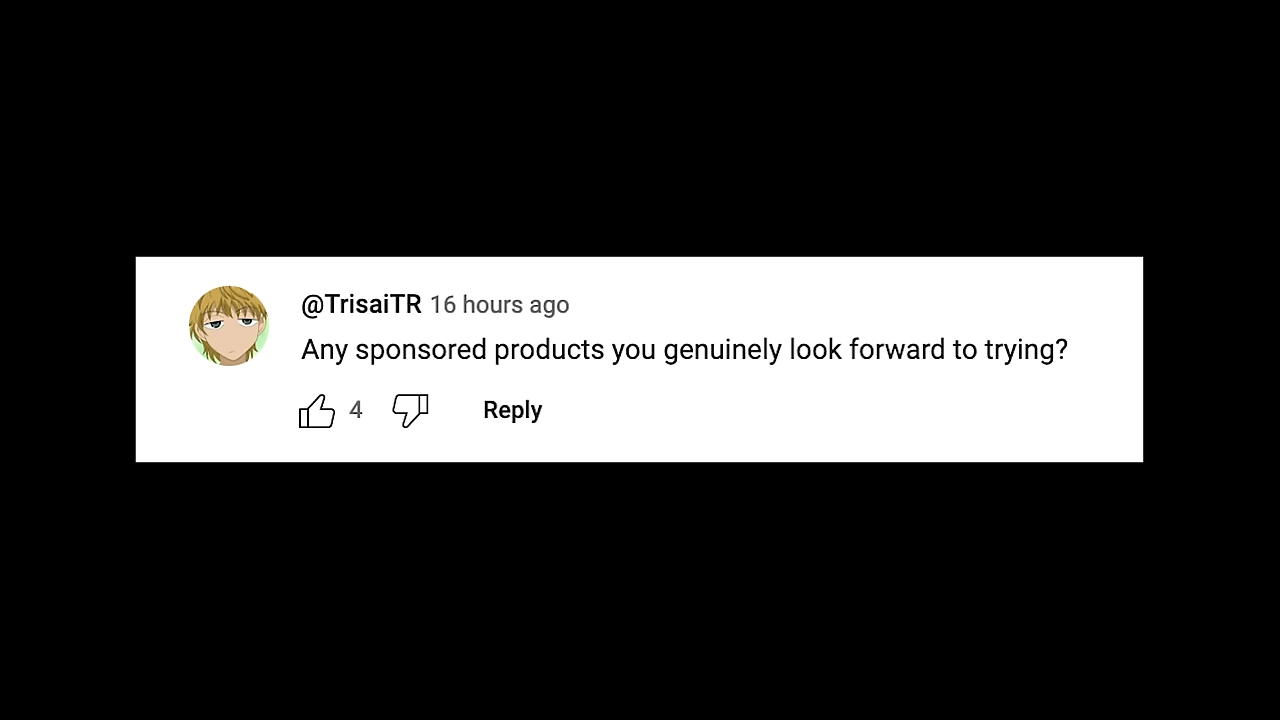 @TrisaiTR 16 hours ago
Any sponsored products you genuinely look forward to trying?
4 Reply